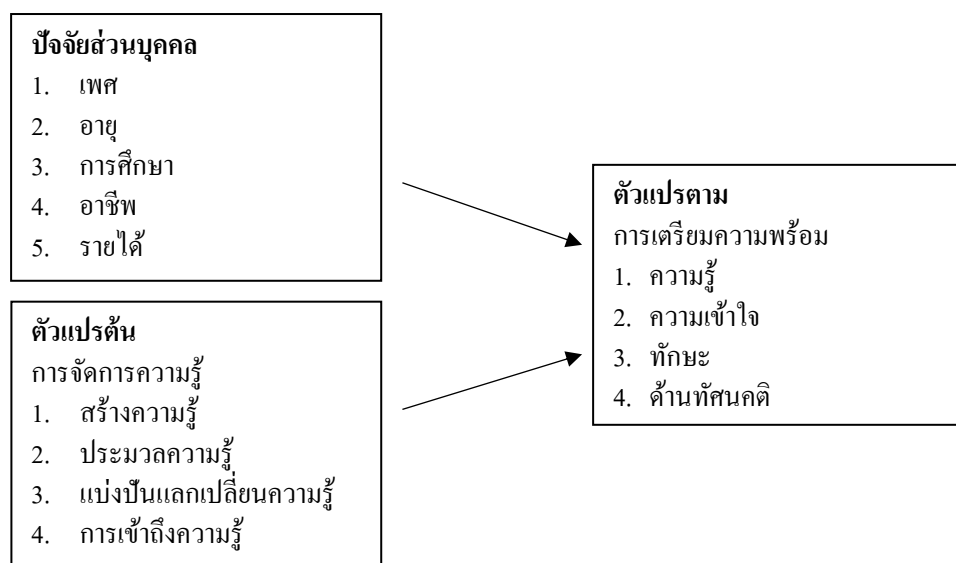 ปัจจัยส่วนบุคคล
1. เพศ
2. อายุ
3. การศึกษา
4. อาชีพ
5. รายได้
ตัวแปรต้น
การจัดการความรู้
1. สร้างความรู้
2. ประมวลความรู้
3. แบ่งปันแลกเปลี่ยนความรู้
4. การเข้าถึงความรู้
ตัวแปรตาม
การเตรียมความพร้อม
1. ความรู้
2. ความเข้าใจ
3. ทักษะ
4. ด้านทัศนคติ